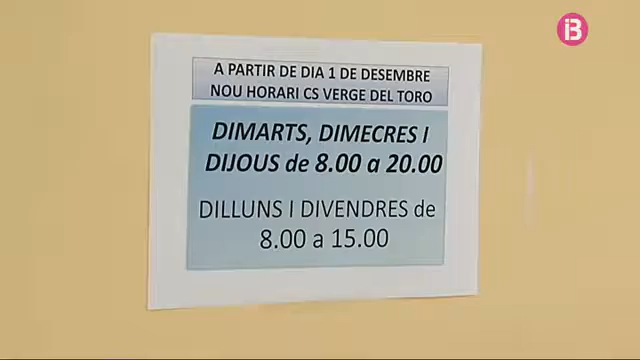 A PARTIR DE DIA 1 DE DESEMBRE
NOU HORARI CS VERGE DEL TORO
DIMARTS, DIMECRES I
DIJOUS de 8.00 a 20.00
DILLUNS I DIVENDRES de
8.00 a 15.00